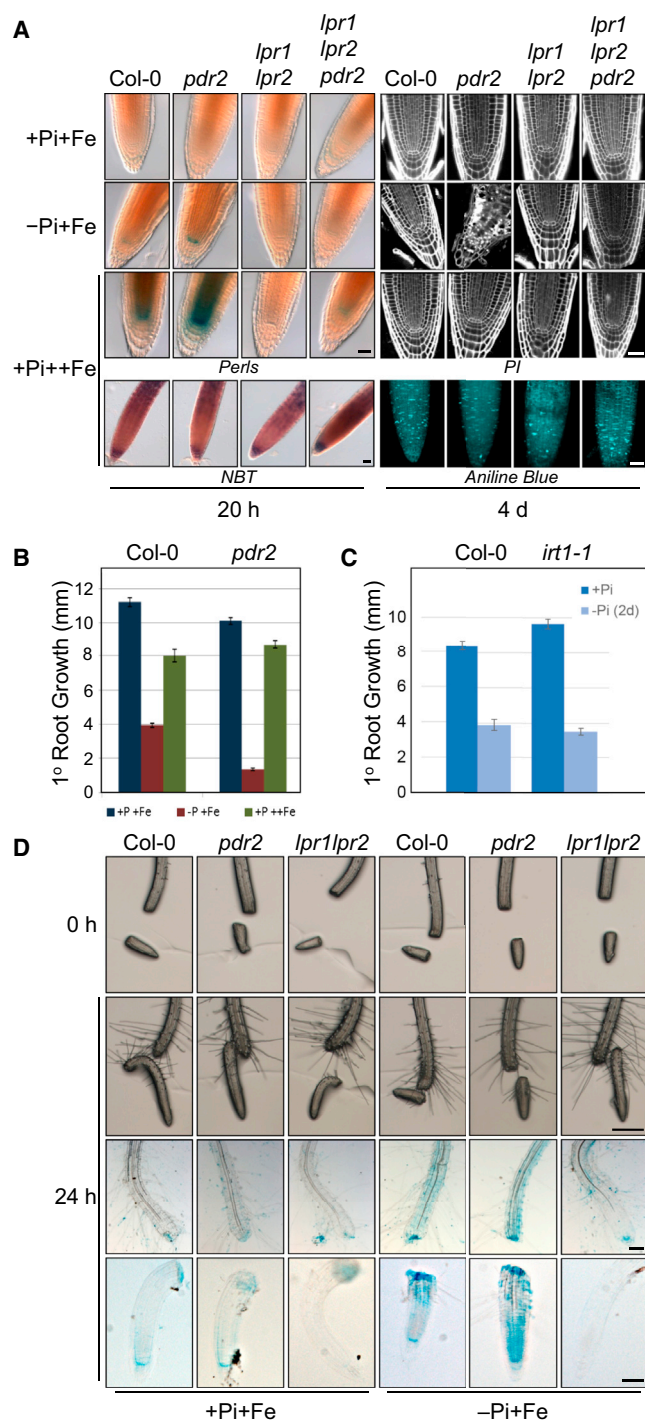 A
Col-0 pdr2 lpr1 lpr2 lpr1 lpr2 pdr2 Col-0 pdr2 lpr1 lpr2 lpr1 lpr2 pdr2
+Pi+Fe
−Pi+Fe
+Pi++Fe
Perls PI
NBT Aniline Blue
20 h 4 d
B Col-0 pdr2
1º Root Growth (mm)
12
10
8
6
4
2
0
+P +Fe -P +Fe +P ++Fe
C Col-0 irt1-1
1º Root Growth (mm)
+Pi
-Pi (2d)
10
8
6
4
2
0
D Col-0 pdr2 lpr1lpr2 Col-0 pdr2 lpr1lpr2
0 h
24 h
+Pi+Fe −Pi+Fe